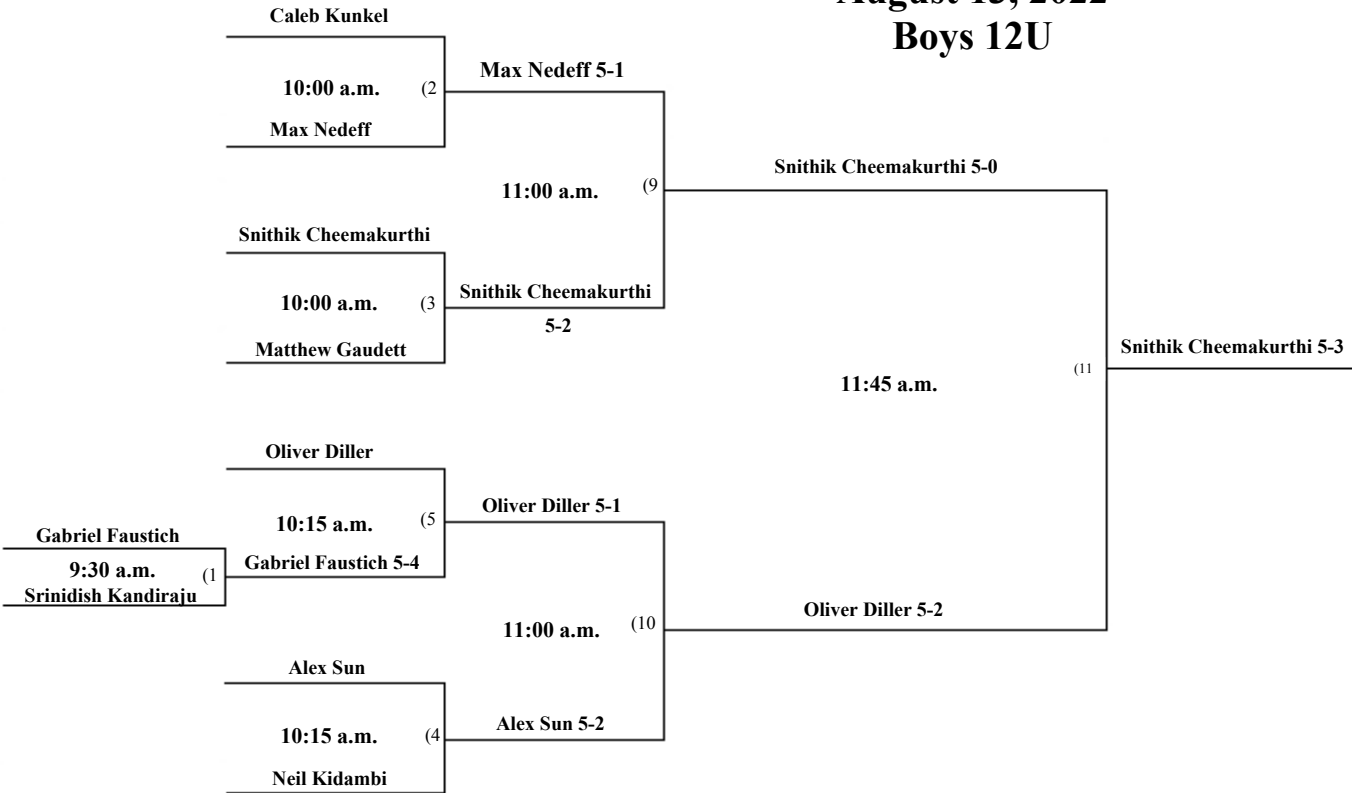 August 13, 2022
Boys 12U
Caleb Kunkel
10:00 a.m. (2
Max Nedeff
Max Nedeff 5-1
11:00 a.m. (9
Snithik Cheemakurthi
10:00 a.m. (3
Matthew Gaudett
Snithik Cheemakurthi
5-2
Snithik Cheemakurthi 5-0
11:45 a.m. (11
Snithik Cheemakurthi 5-3
Oliver Diller
10:15 a.m. (5
Gabriel Faustich
9:30 a.m. (1
Srinidish Kandiraju
Gabriel Faustich 5-4
Oliver Diller 5-1
11:00 a.m. (10
Oliver Diller 5-2
Alex Sun
10:15 a.m. (4
Neil Kidambi
Alex Sun 5-2